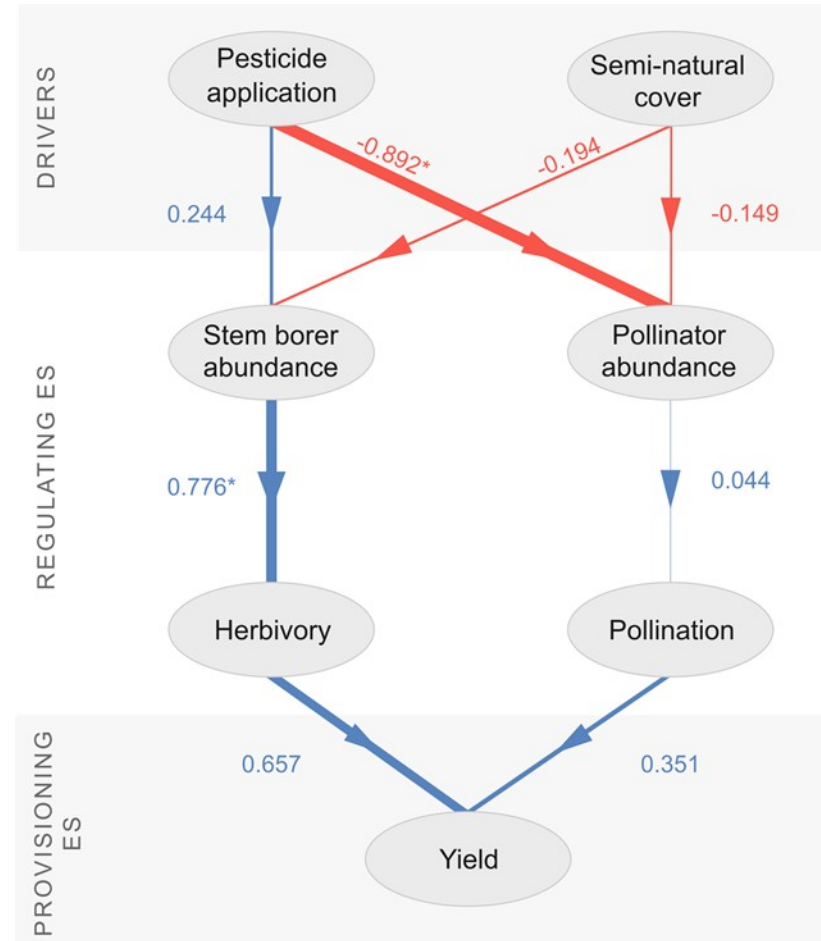 DRIVERS
Pesticide
application
Semi-natural
cover
-0.892*
-0.194
0.244
-0.149
REGULATING ES
Stem borer
abundance
Pollinator
abundance
0.776*
0.044
Herbivory
Pollination
PROVISIONING
ES
0.657
0.351
Yield